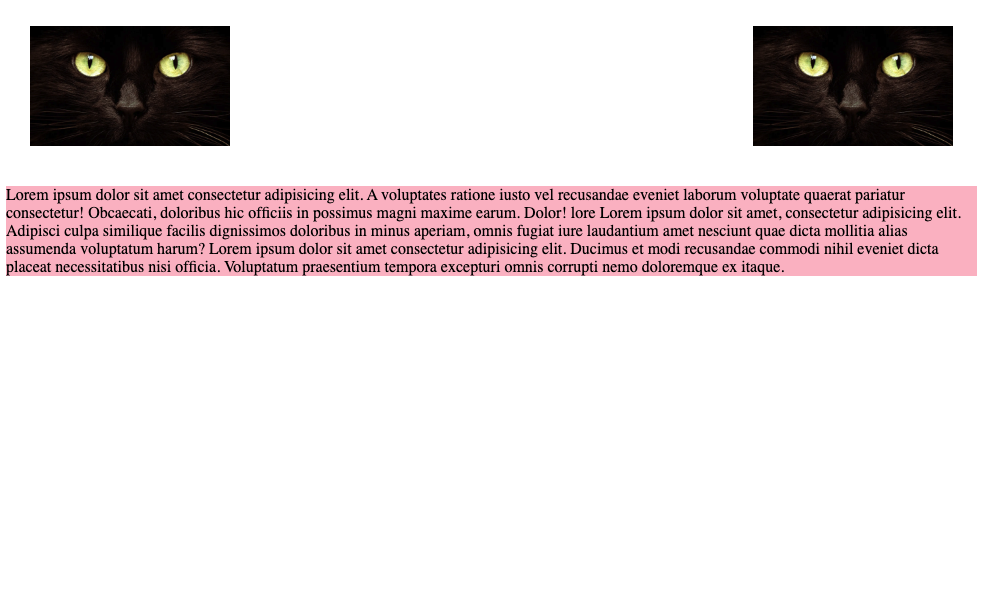 Lorem ipsum dolor sit amet consectetur adipisicing elit. A voluptates ratione iusto vel recusandae eveniet laborum voluptate quaerat pariatur
consectetur! Obcaecati, doloribus hic officiis in possimus magni maxime earum. Dolor! lore Lorem ipsum dolor sit amet, consectetur adipisicing elit.
Adipisci culpa similique facilis dignissimos doloribus in minus aperiam, omnis fugiat iure laudantium amet nesciunt quae dicta mollitia alias
assumenda voluptatum harum? Lorem ipsum dolor sit amet consectetur adipisicing elit. Ducimus et modi recusandae commodi nihil eveniet dicta
placeat necessitatibus nisi officia. Voluptatum praesentium tempora excepturi omnis corrupti nemo doloremque ex itaque.